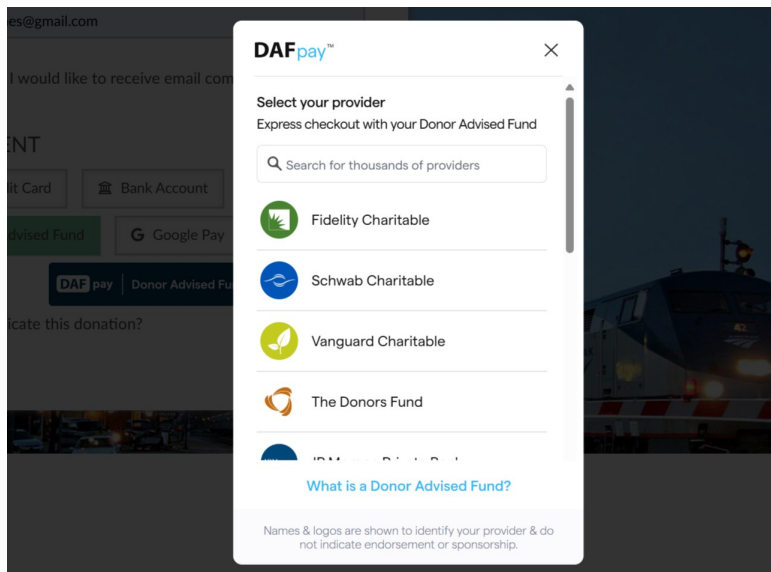 es@gmail.com
I would like to receive email com
ENT
dit Card
Bank Account
dvised Fund
G Google Pay
DAF pay | Donor Advised Fu
icate this donation?
DAFpay™
Select your provider
Express checkout with your Donor Advised Fund
Search for thousands of providers
Fidelity Charitable
Schwab Charitable
Vanguard Charitable
The Donors Fund
What is a Donor Advised Fund?
Names & logos are shown to identify your provider & do
not indicate endorsement or sponsorship.